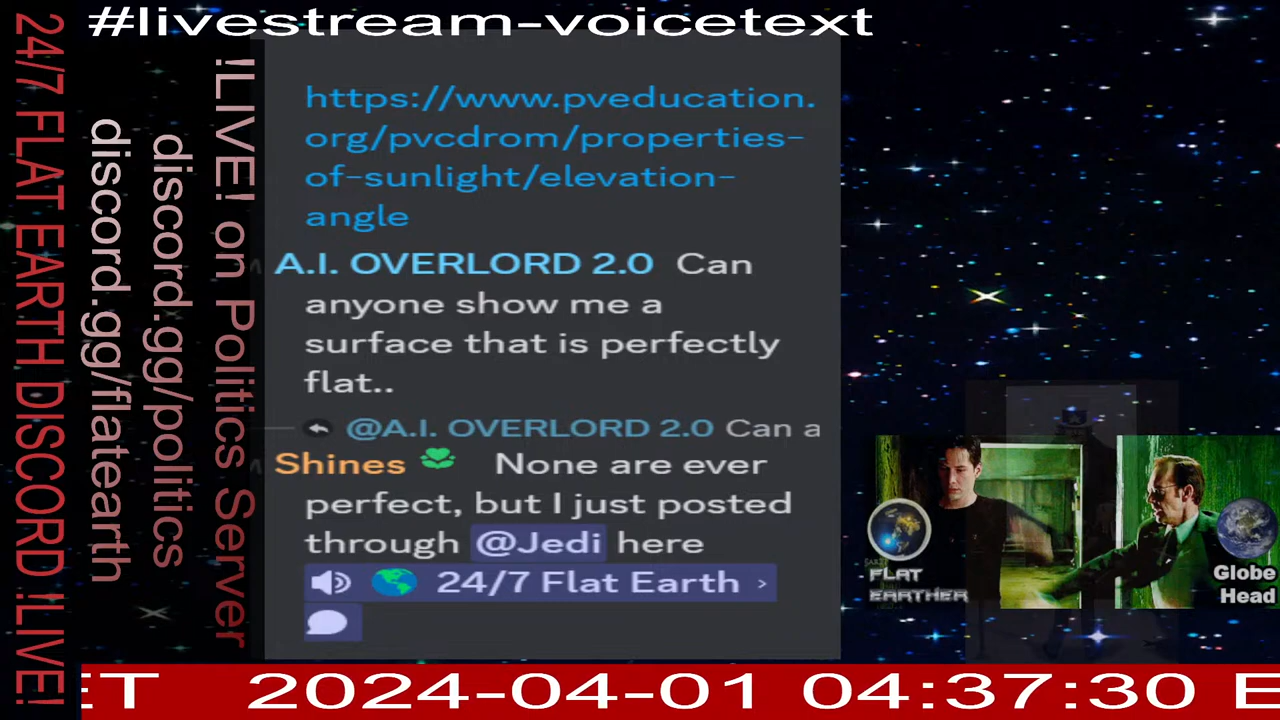 #livestream-voicetext
24/7 FLAT EARTH DISCORD !LIVE!
discord.gg/flatearth
discord.gg/politics
!LIVE! on Politics Server
https://www.pveducation.
org/pvcdrom/properties-
of-sunlight/elevation-
angle
A.I. OVERLORD 2.0 Can
anyone show me a
surface that is perfectly
flat..
@A.I. OVERLORD 2.0 Can a
Shines None are ever
perfect, but I just posted
through @Jedi here
24/7 Flat Earth ›
FLAT
EARTHER
Globe
Head
ET 2024-04-01 04:37:30 E